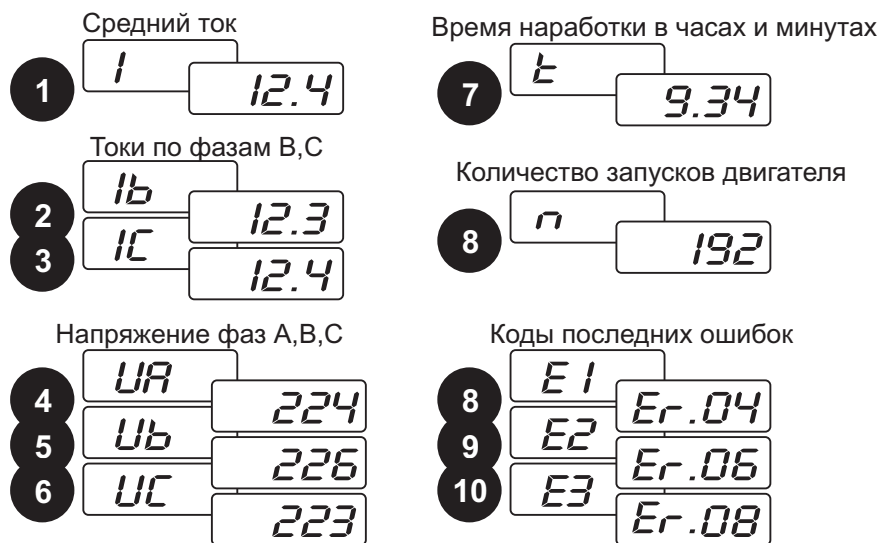 Средний ток
1
I
12.4
Токи по фазам B,C
2
Ib
12.3
3
IC
12.4
Напряжение фаз A,B,C
4
UA
224
5
Ub
226
6
UC
223
Время наработки в часах и минутах
7
t
9.34
Количество запусков двигателя
8
n
192
Коды последних ошибок
8
E1
Er.04
9
E2
Er.06
10
E3
Er.08